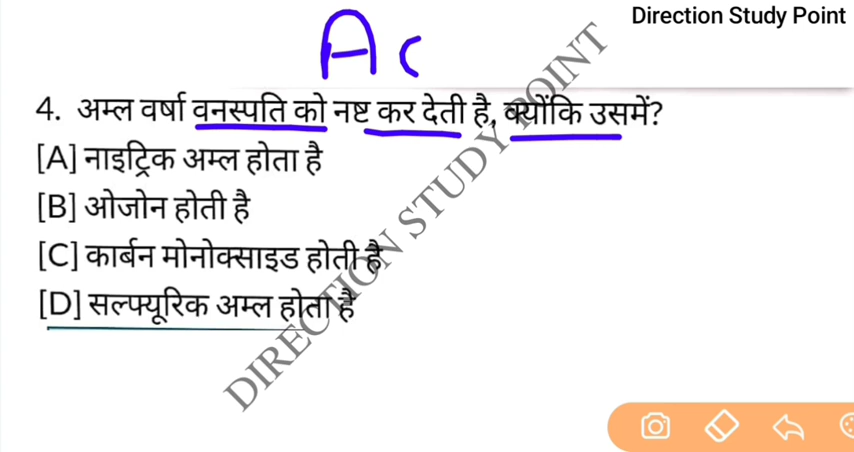 Direction Study Point
Ac
4. अम्ल वर्षा वनस्पति को नष्ट कर देती है, क्योंकि उसमें?
[A] नाइट्रिक अम्ल होता है
[B] ओजोन होती है
[C] कार्बन मोनोक्साइड होती है
[D] सल्फ्यूरिक अम्ल होता है
DIRECTION STUDY POINT